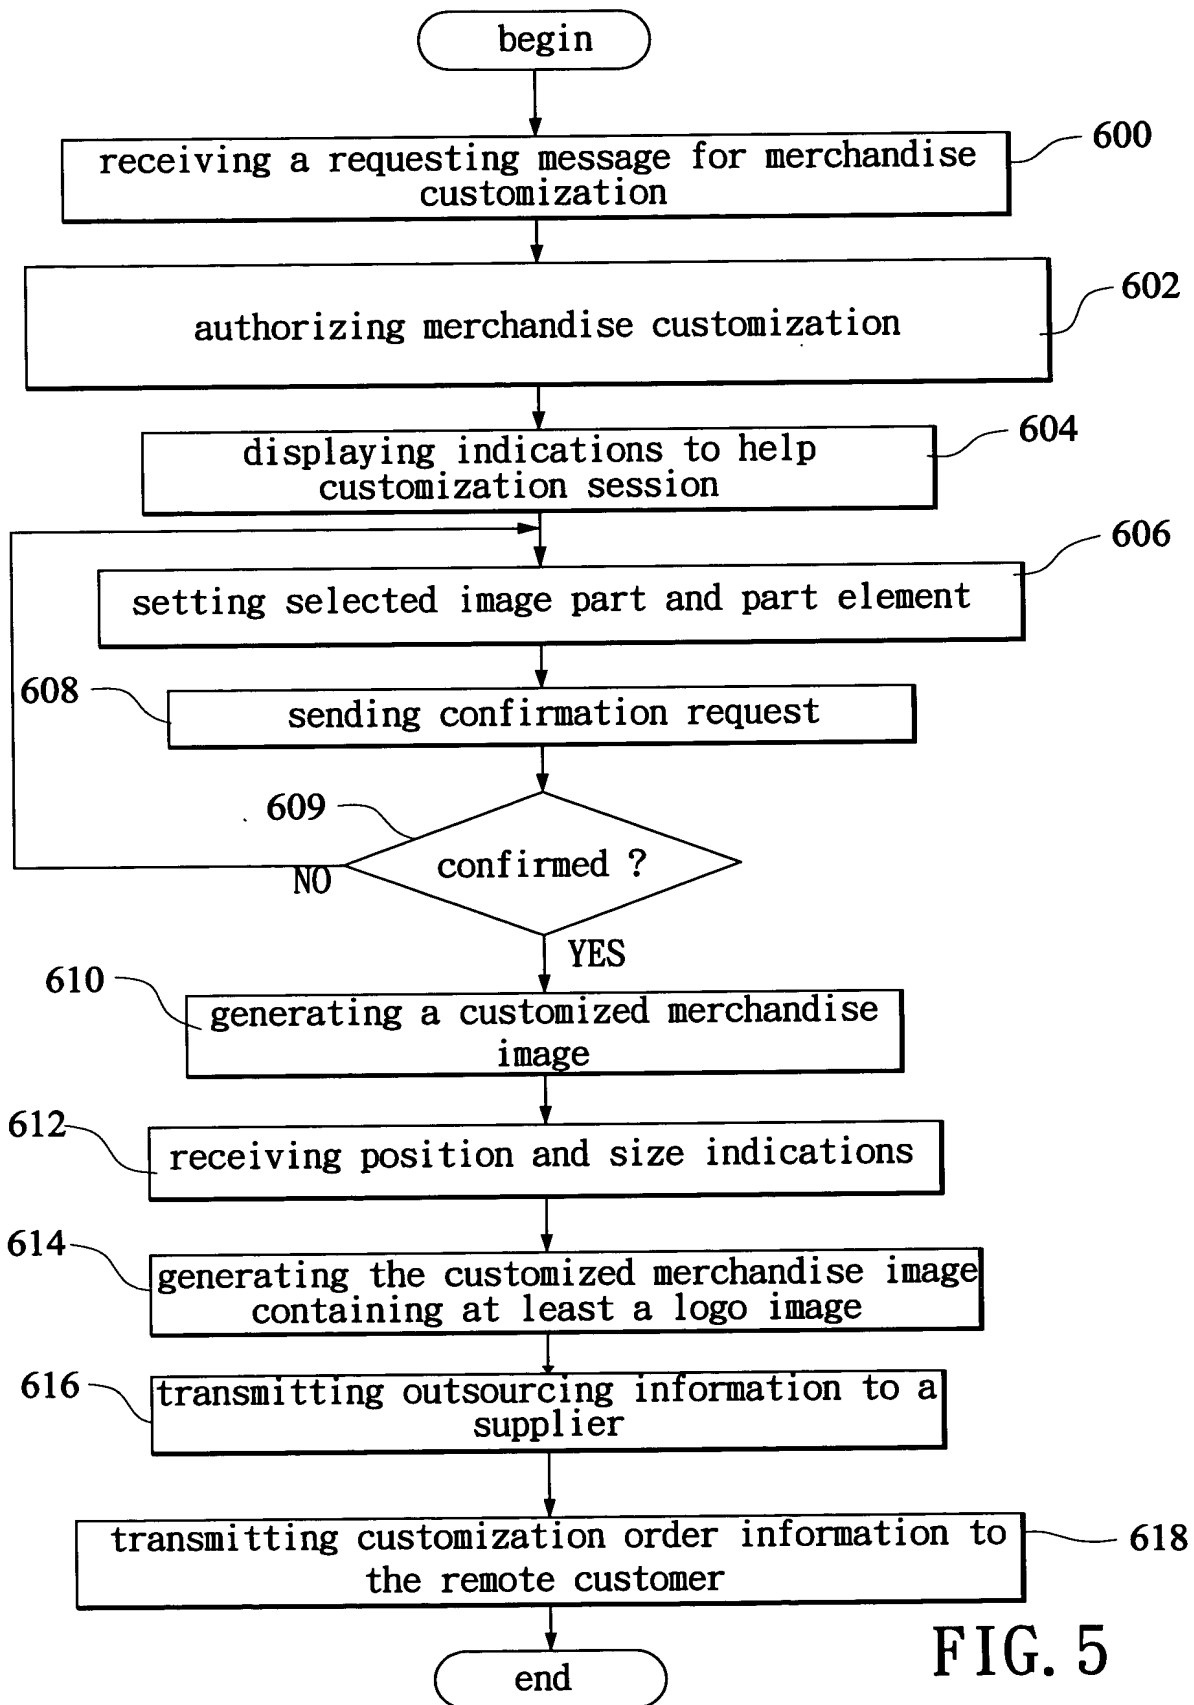 begin
receiving a requesting message for merchandise
customization
600
authorizing merchandise customization
602
displaying indications to help
customization session
604
setting selected image part and part element
606
608
sending confirmation request
609
confirmed ?
NO
YES
610
generating a customized merchandise
image
612
receiving position and size indications
614
generating the customized merchandise image
containing at least a logo image
616
transmitting outsourcing information to a
supplier
transmitting customization order information to
the remote customer
618
end
FIG. 5